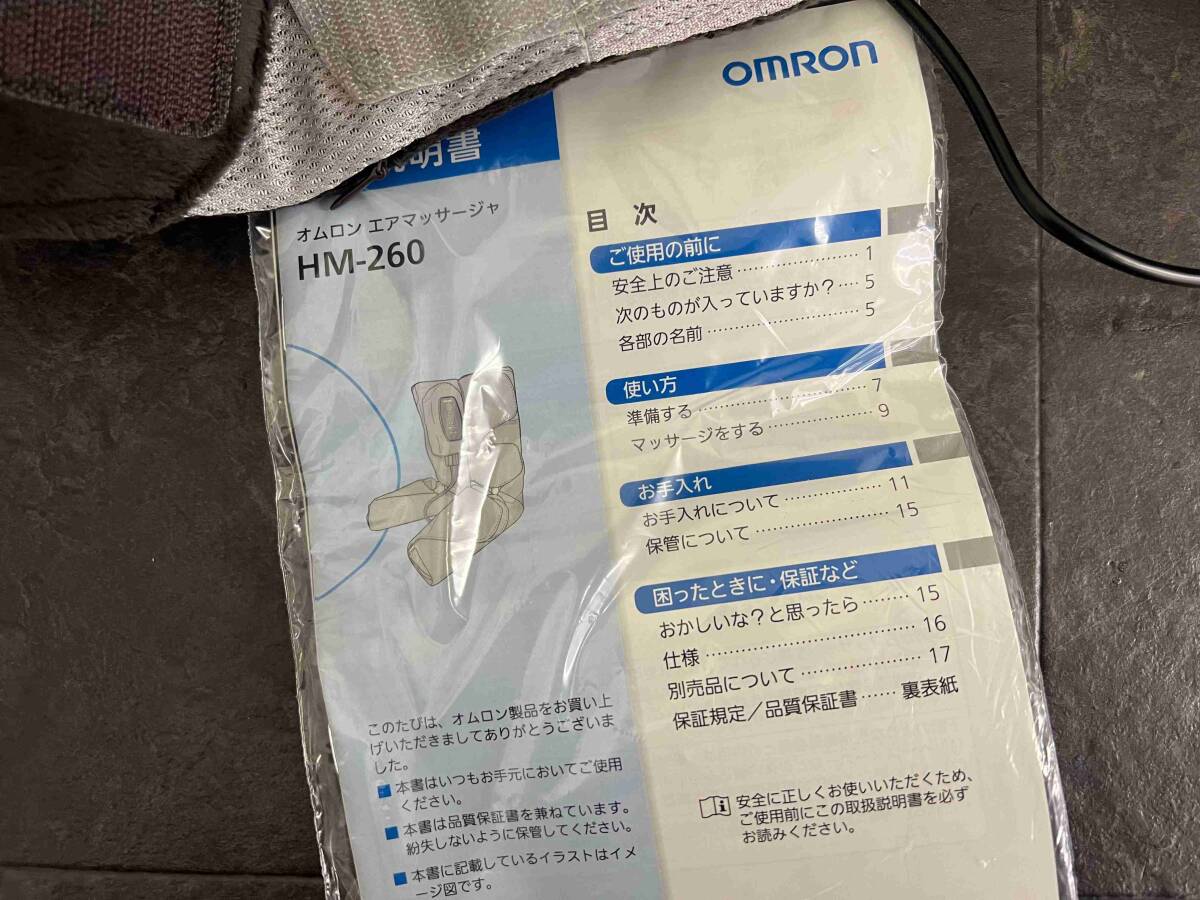 OMRON
明書
オムロン エアマッサージャ
HM-260
目 次
ご使用の前に
安全上のご注意 ………………… 1
次のものが入っていますか? …… 5
各部の名前 ………………… 5
使い方
準備する ………………… 7
マッサージをする ………………… 9
お手入れ
お手入れについて ………………… 11
保管について ………………… 15
困ったときに・保証など
おかしいな?と思ったら ……… 15
仕様 ………………… 16
別売品について ………………… 17
保証規定／品質保証書 …… 裏表紙
安全に正しくお使いいただくため、
ご使用前にこの取扱説明書を必ず
お読みください。
このたびは、オムロン製品をお買い上
げいただきましてありがとうございま
した。
■ 本書はいつもお手元においてご使用
ください。
■ 本書は品質保証書を兼ねています。
紛失しないように保管してください。
■ 本書に記載しているイラストはイメ
ージ図です。